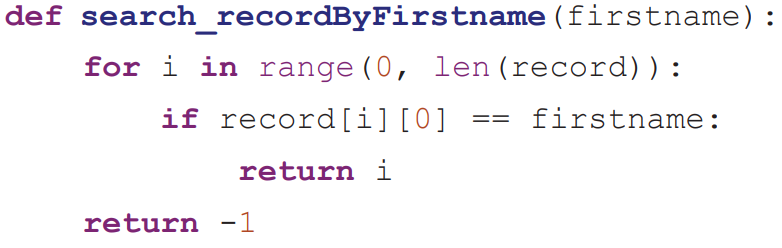 def search_recordByFirstname(firstname):
    for i in range(0, len(record)):
        if record[i][0] == firstname:
            return i
    return -1